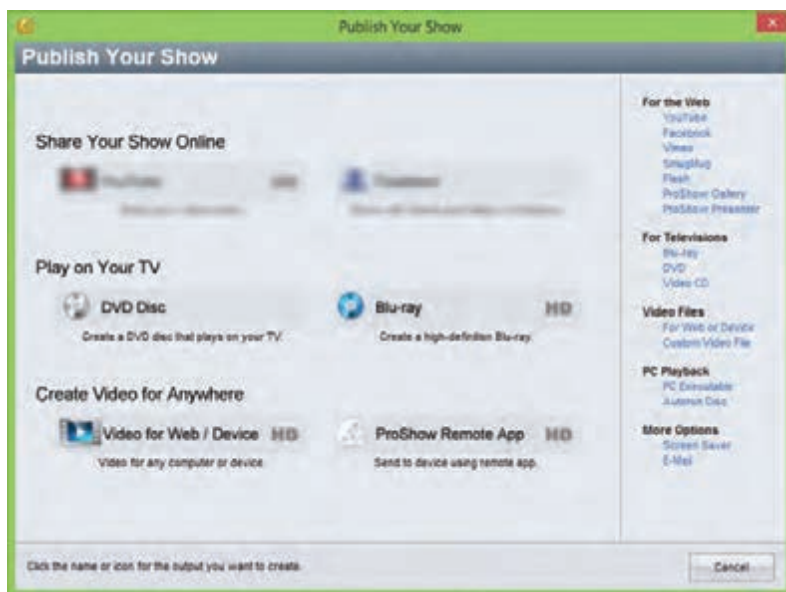 Publish Your Show
Publish Your Show
Share Your Show Online
Play on Your TV
DVD Disc
Create a DVD disc that plays on your TV.
Blu-ray HD
Create a high-definition Blu-ray.
Create Video for Anywhere
Video for Web / Device HD
Video for any computer or device
ProShow Remote App HD
Send to device using remote app.
For the Web
YouTube
Facebook
Vimeo
SmugMug
Flash
ProShow Gallery
ProShow Presenter
For Televisions
Blu-ray
DVD
Video CD
Video Files
For Web or Device
Custom Video File
PC Playback
PC Executable
Autorun Disc
More Options
Screen Saver
E-Mail
Click the name or icon for the output you want to create.
Cancel